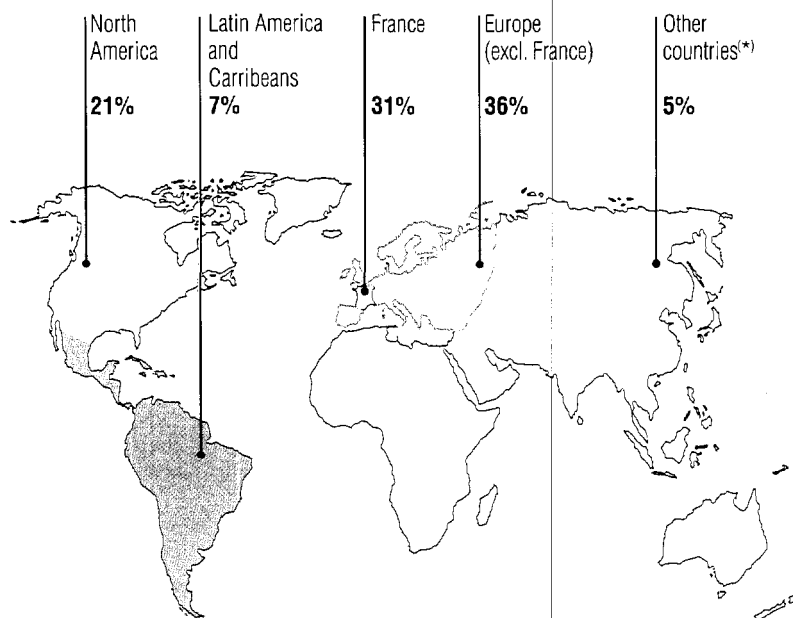 North
America
21%
Latin America
and
Carribeans
7%
France
31%
Europe
(excl. France)
36%
Other
countries(*)
5%